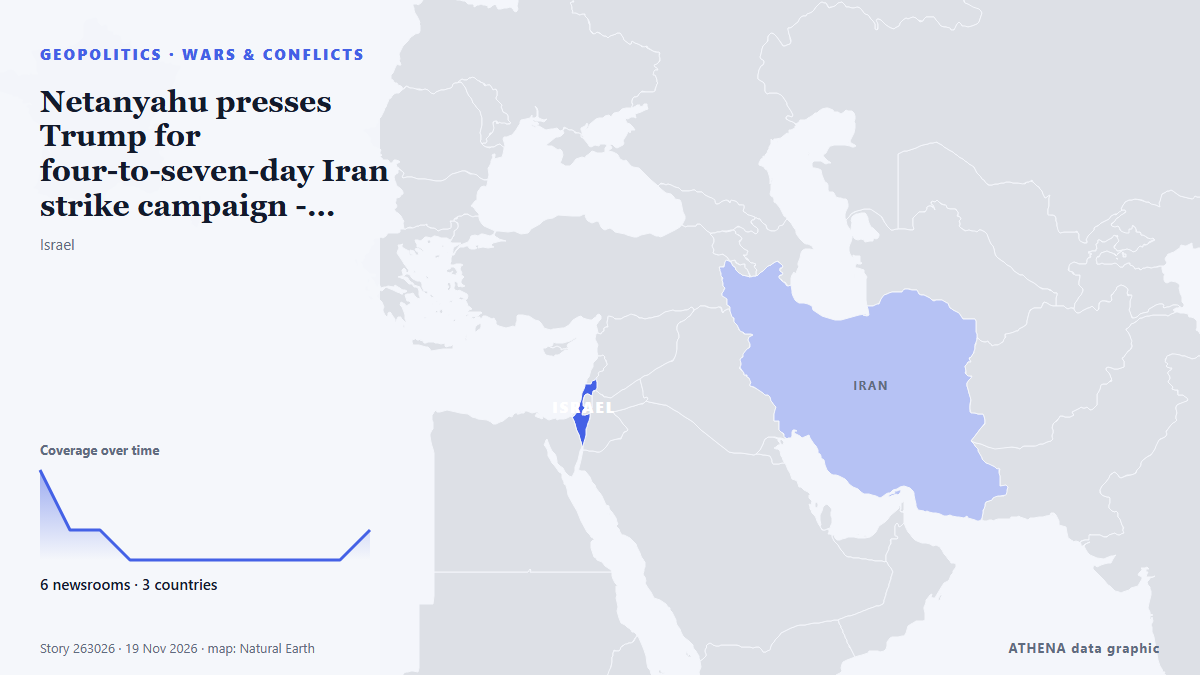 GEOPOLITICS · WARS & CONFLICTS
Netanyahu presses
Trump for
four-to-seven-day Iran
strike campaign -...
Israel
IRAN
ISRAEL
Coverage over time
6 newsrooms · 3 countries
Story 263026 · 19 Nov 2026 · map: Natural Earth
ATHENA data graphic